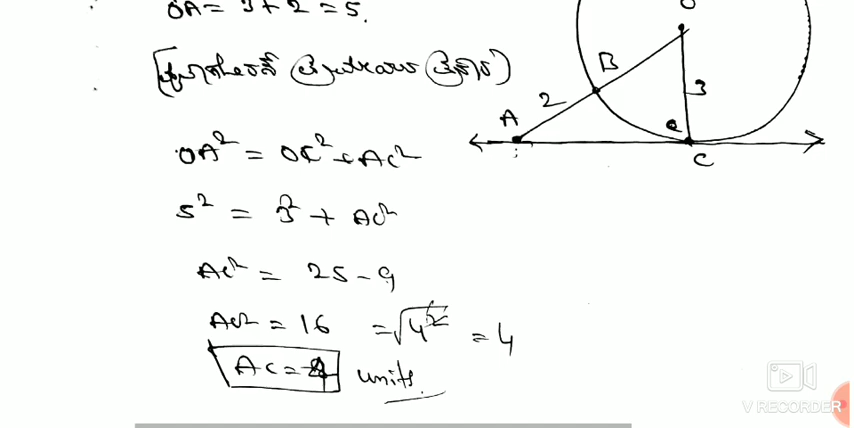 OA = 3 + 2 = 5.
O
B
2
3
A
C
OA² = OC² + AC²
5² = 3² + AC²
AC² = 25 - 9
AC² = 16 = √4² = 4
AC = 4 units.
V RECORDER